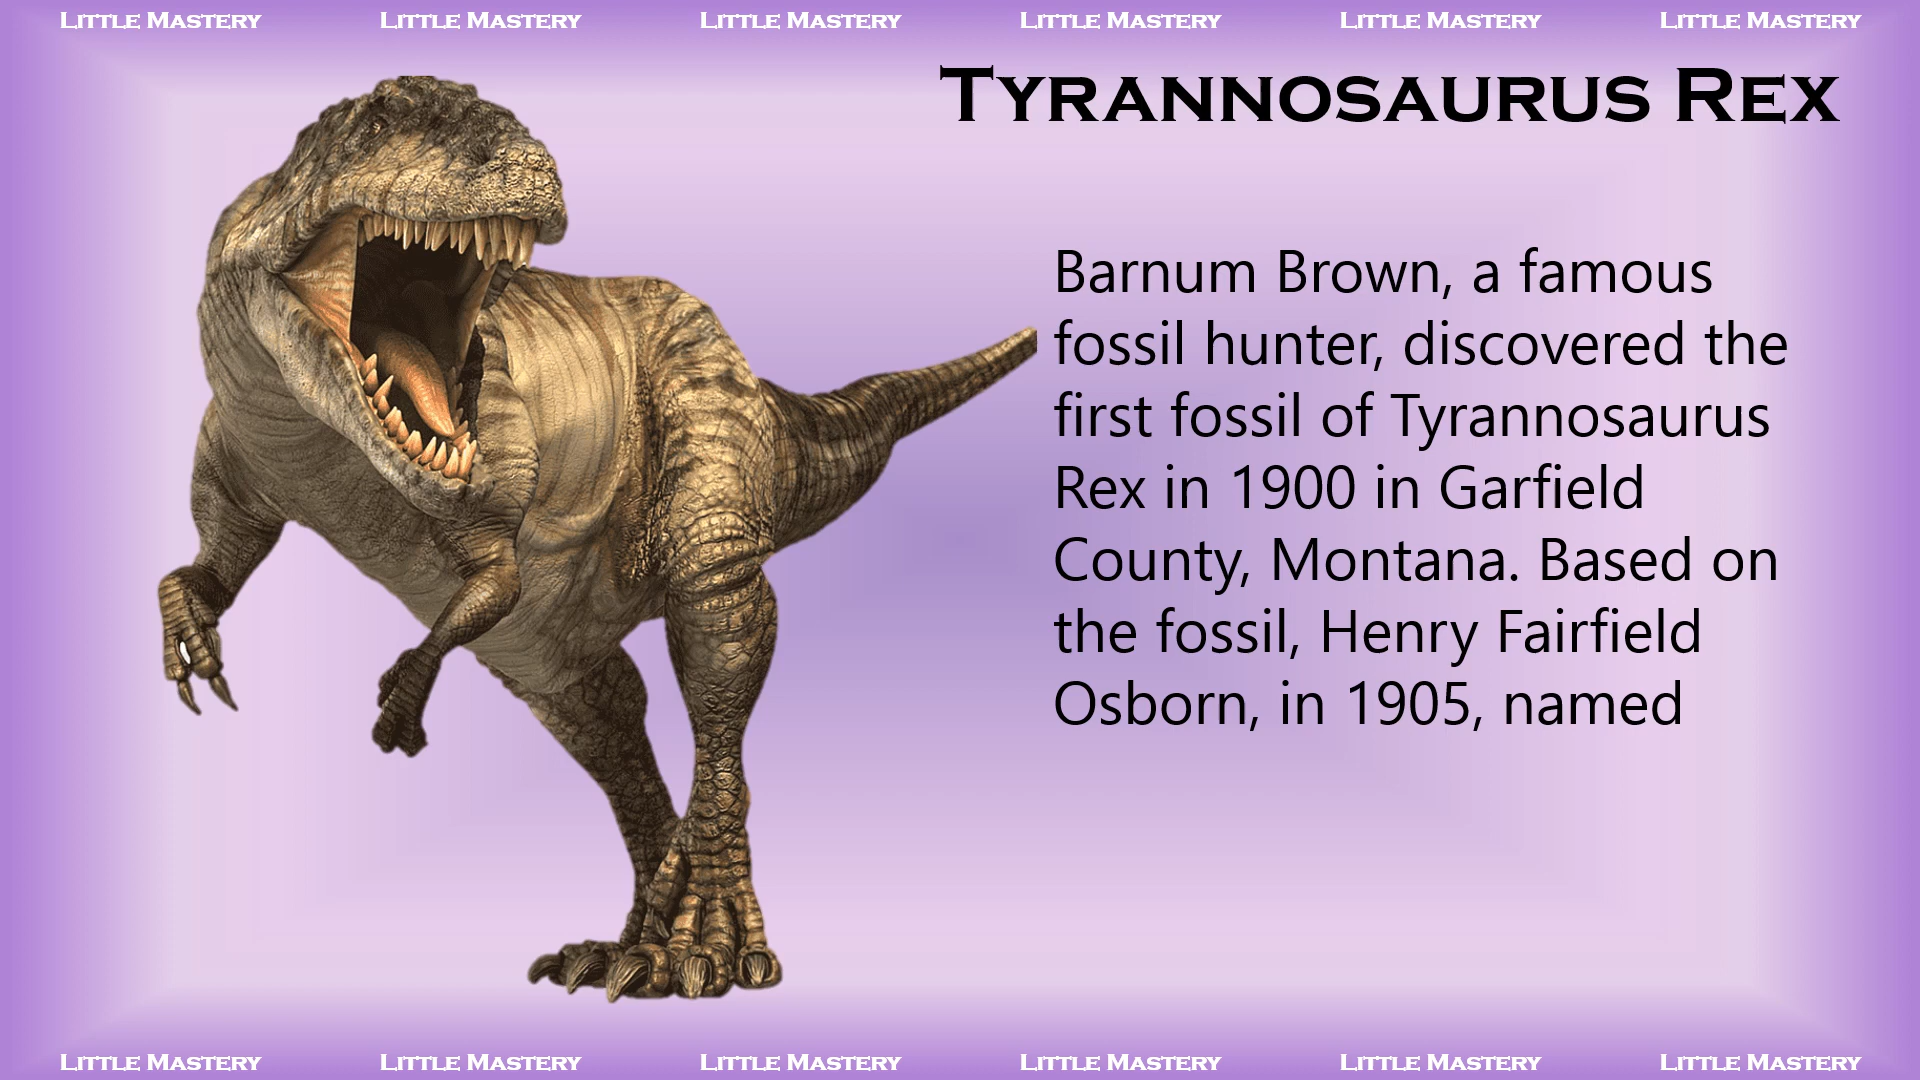 Little Mastery Little Mastery Little Mastery Little Mastery Little Mastery Little Mastery
Tyrannosaurus Rex
Barnum Brown, a famous
fossil hunter, discovered the
first fossil of Tyrannosaurus
Rex in 1900 in Garfield
County, Montana. Based on
the fossil, Henry Fairfield
Osborn, in 1905, named
Little Mastery Little Mastery Little Mastery Little Mastery Little Mastery Little Mastery